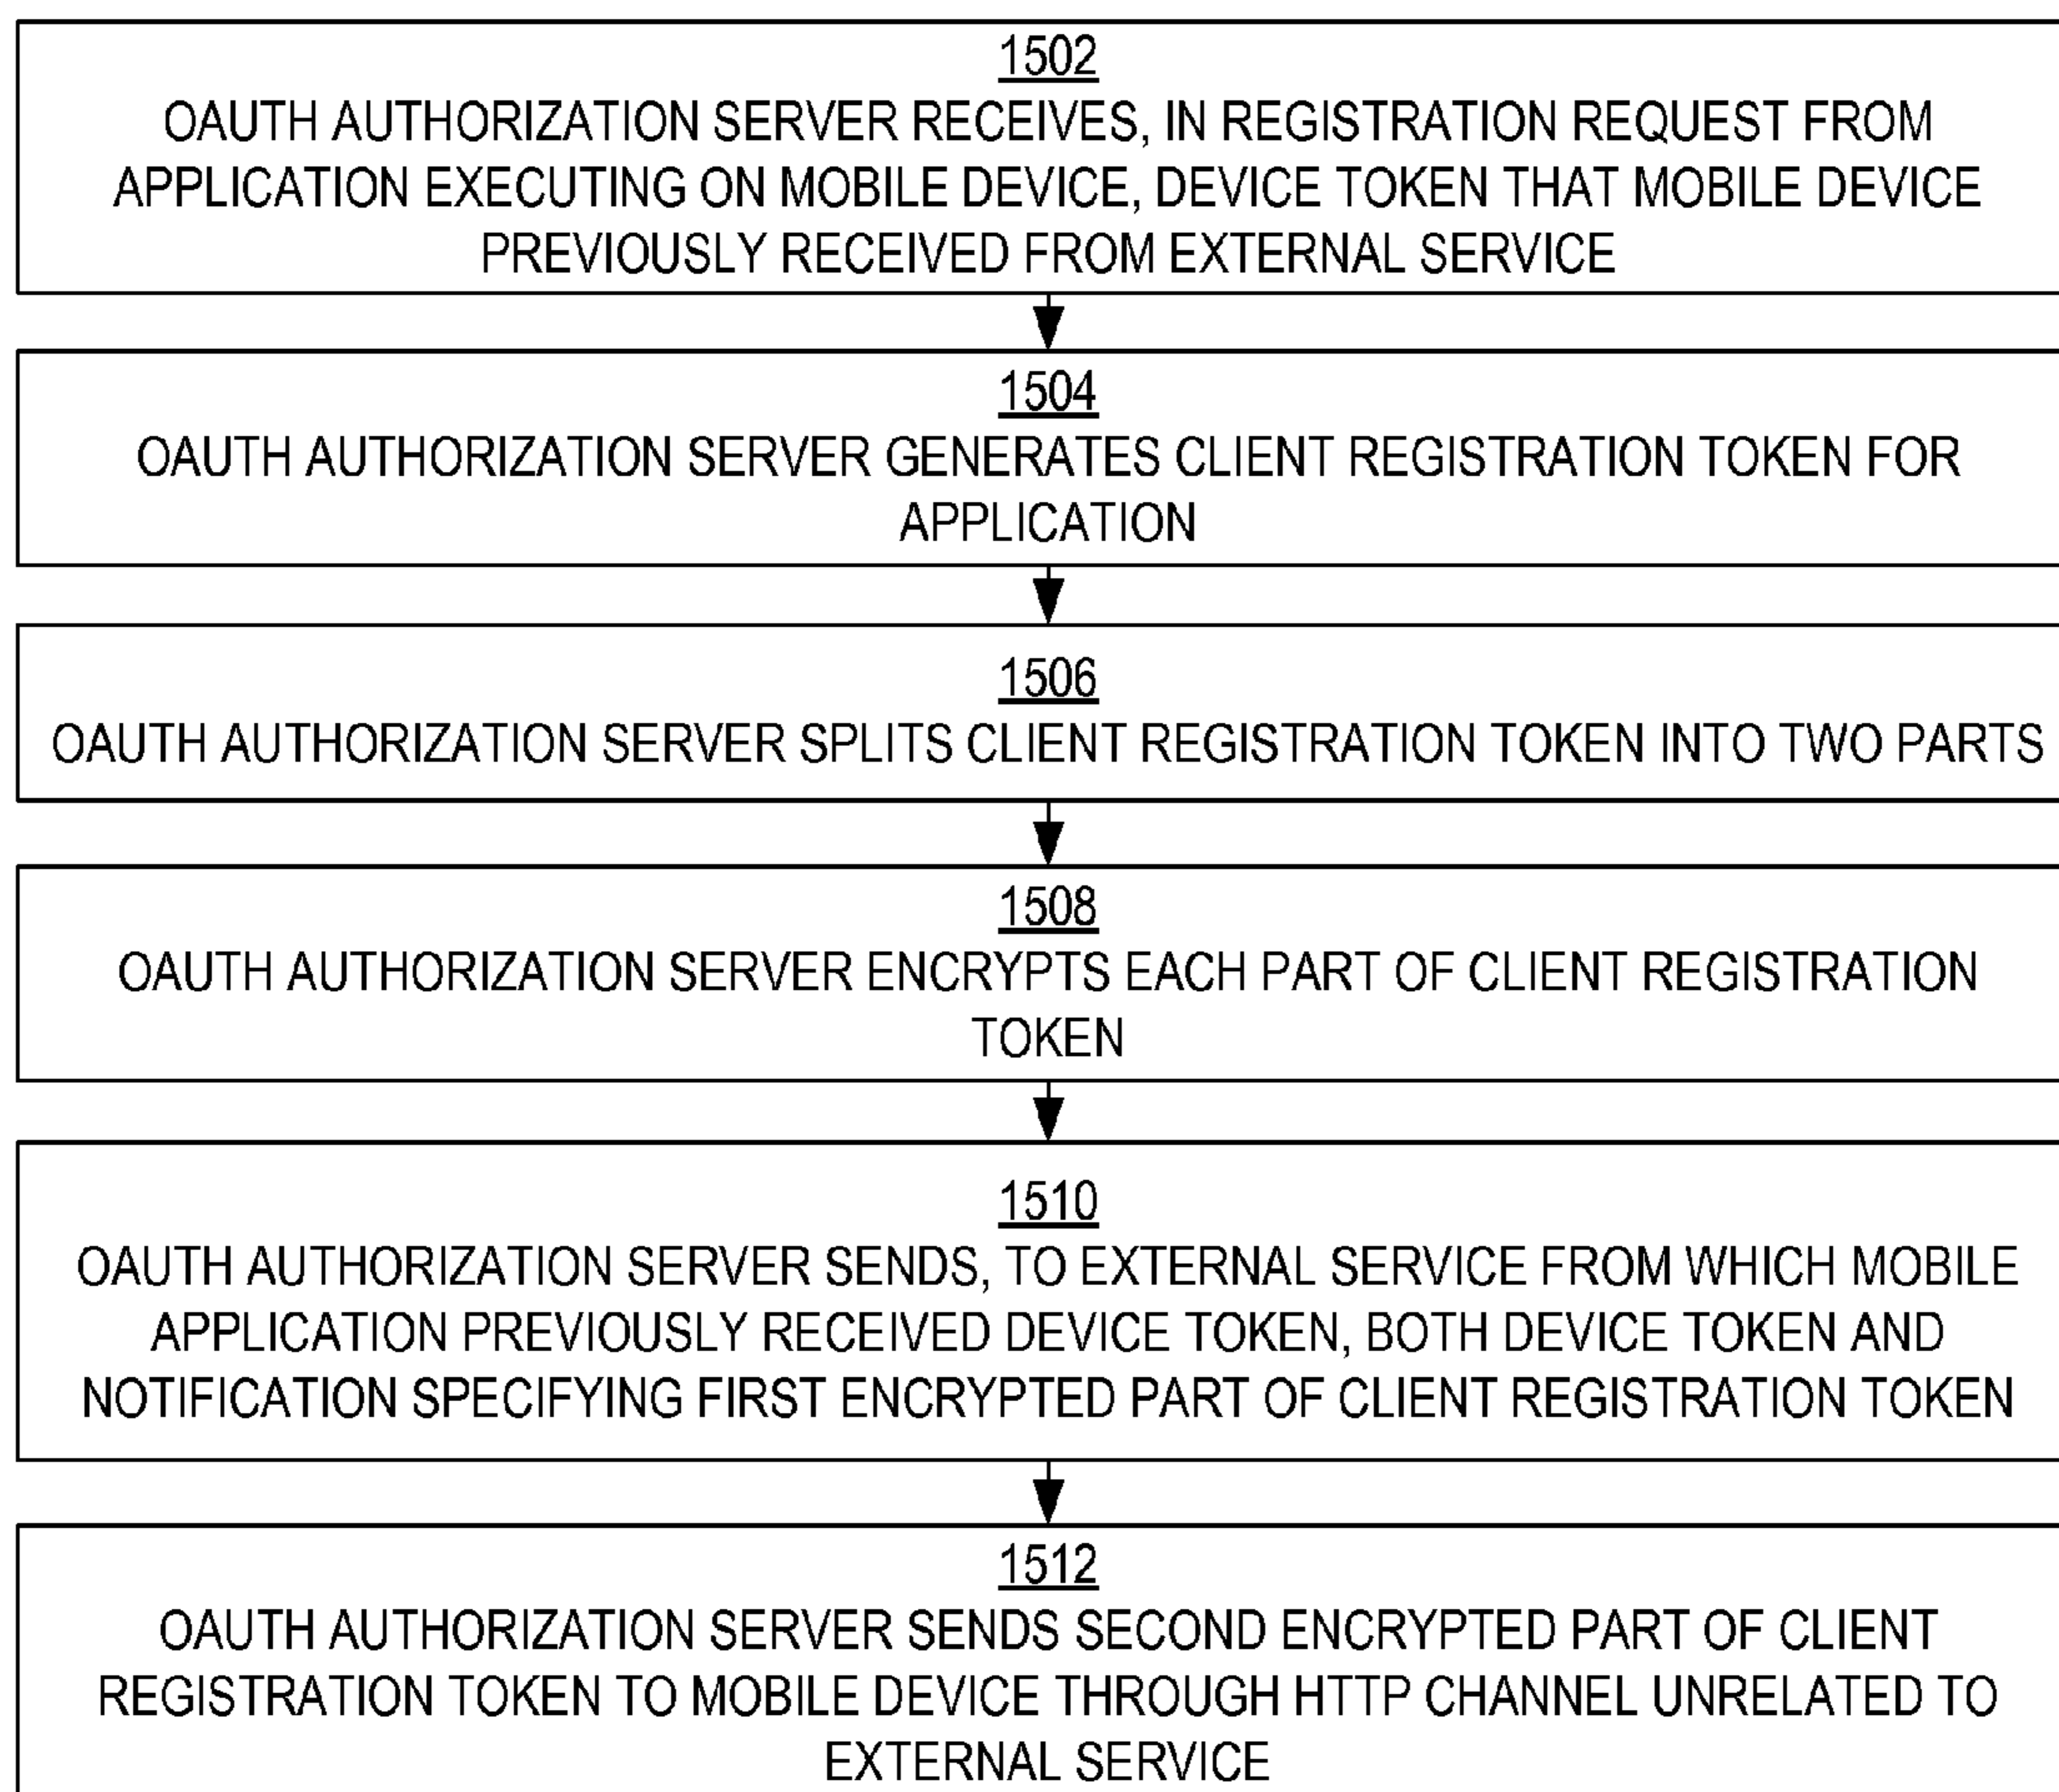 1502
OAUTH AUTHORIZATION SERVER RECEIVES, IN REGISTRATION REQUEST FROM
APPLICATION EXECUTING ON MOBILE DEVICE, DEVICE TOKEN THAT MOBILE DEVICE
PREVIOUSLY RECEIVED FROM EXTERNAL SERVICE
1504
OAUTH AUTHORIZATION SERVER GENERATES CLIENT REGISTRATION TOKEN FOR
APPLICATION
1506
OAUTH AUTHORIZATION SERVER SPLITS CLIENT REGISTRATION TOKEN INTO TWO PARTS
1508
OAUTH AUTHORIZATION SERVER ENCRYPTS EACH PART OF CLIENT REGISTRATION
TOKEN
1510
OAUTH AUTHORIZATION SERVER SENDS, TO EXTERNAL SERVICE FROM WHICH MOBILE
APPLICATION PREVIOUSLY RECEIVED DEVICE TOKEN, BOTH DEVICE TOKEN AND
NOTIFICATION SPECIFYING FIRST ENCRYPTED PART OF CLIENT REGISTRATION TOKEN
1512
OAUTH AUTHORIZATION SERVER SENDS SECOND ENCRYPTED PART OF CLIENT
REGISTRATION TOKEN TO MOBILE DEVICE THROUGH HTTP CHANNEL UNRELATED TO
EXTERNAL SERVICE